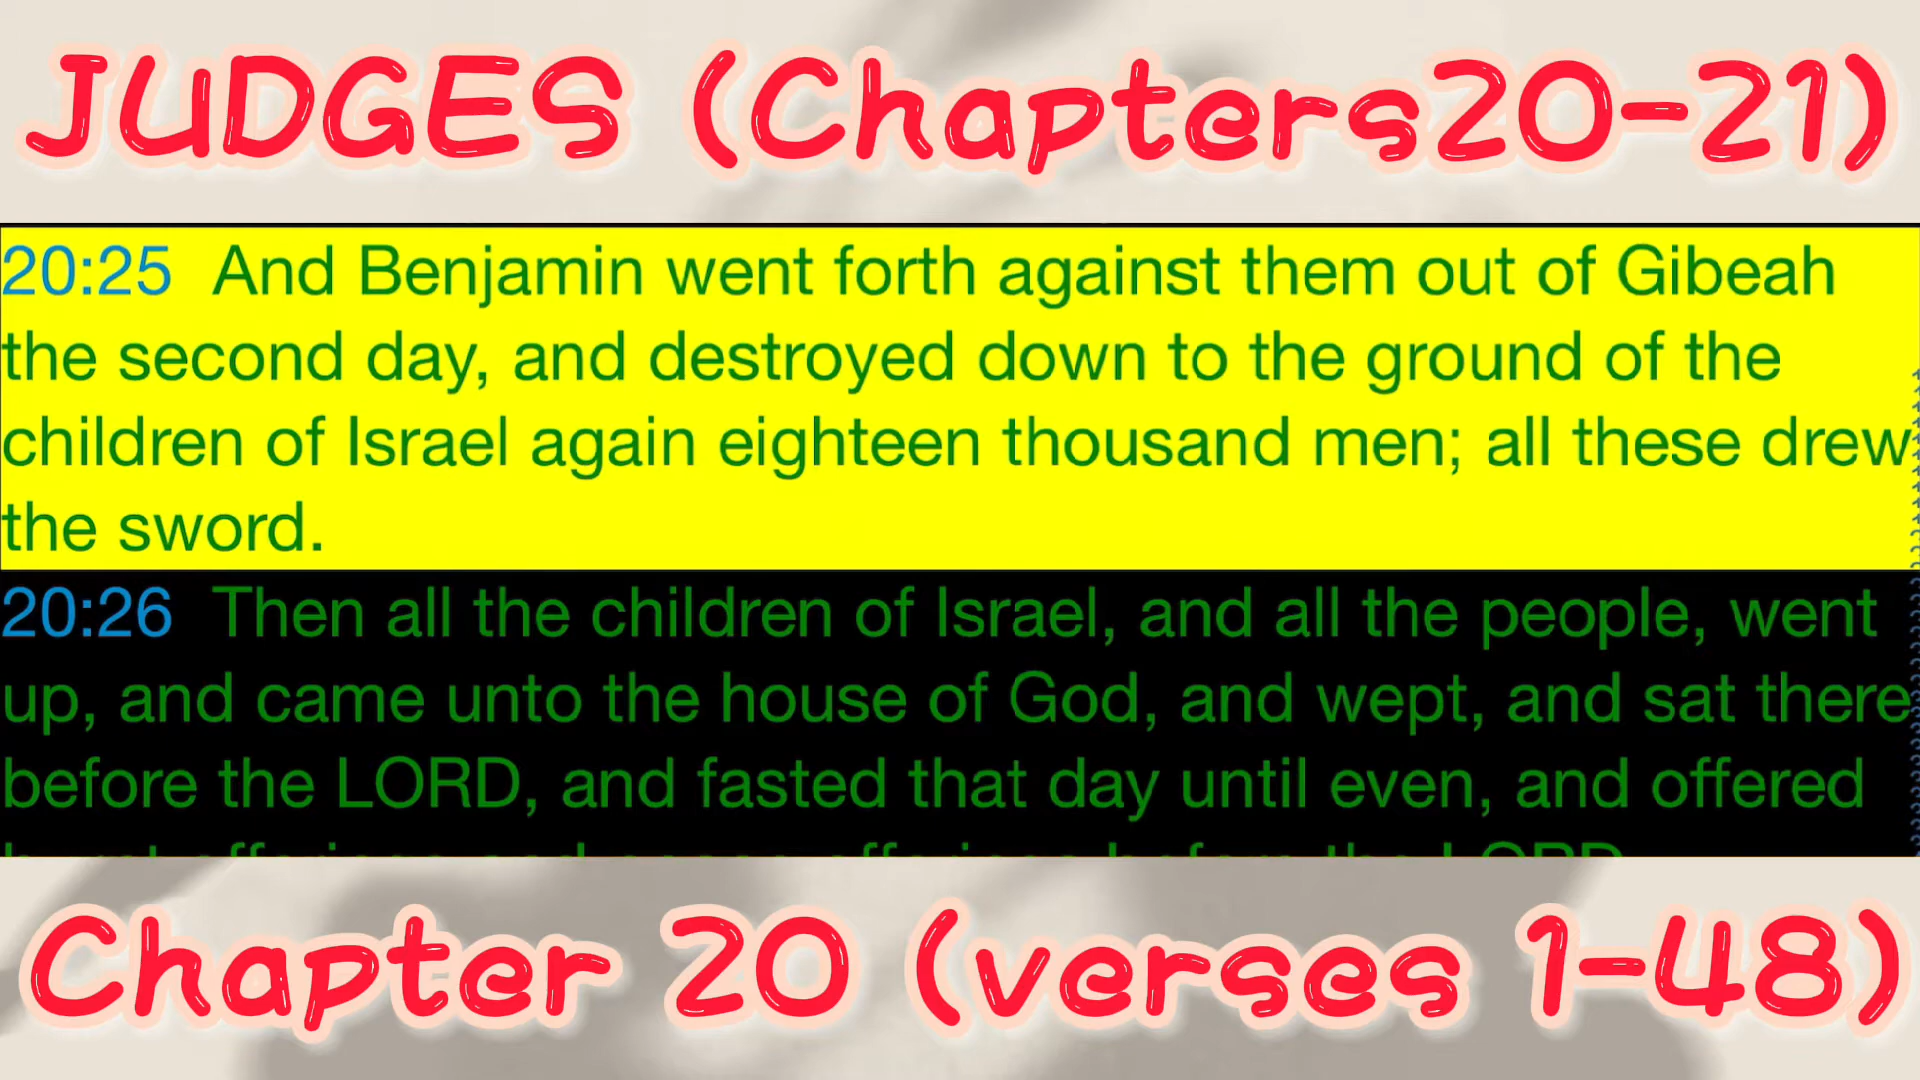 JUDGES (Chapters20-21)
20:25 And Benjamin went forth against them out of Gibeah
the second day, and destroyed down to the ground of the
children of Israel again eighteen thousand men; all these drew
the sword.
20:26 Then all the children of Israel, and all the people, went
up, and came unto the house of God, and wept, and sat there
before the LORD, and fasted that day until even, and offered
Chapter 20 (verses 1-48)